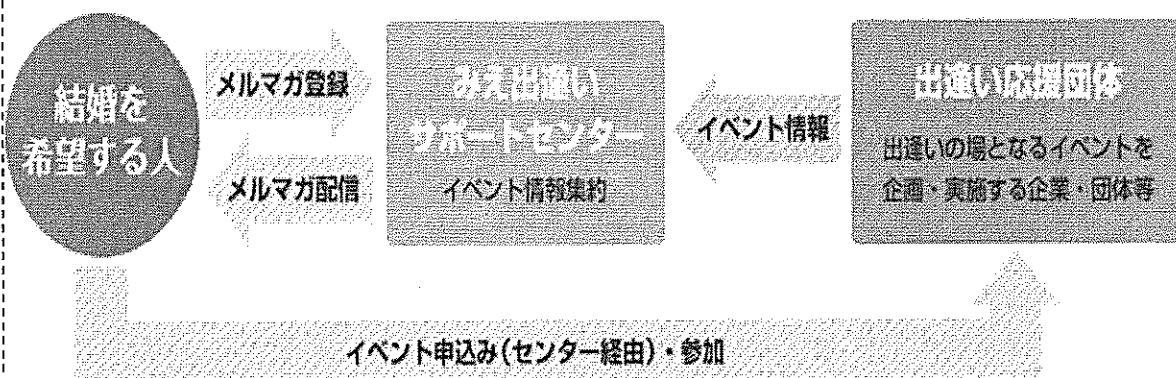 結婚を
希望する人
メルマガ登録
メルマガ配信
みえ出逢い
サポートセンター
イベント情報集約
イベント情報
出逢い応援団体
出逢いの場となるイベントを
企画・実施する企業・団体等
イベント申込み(センター経由)・参加